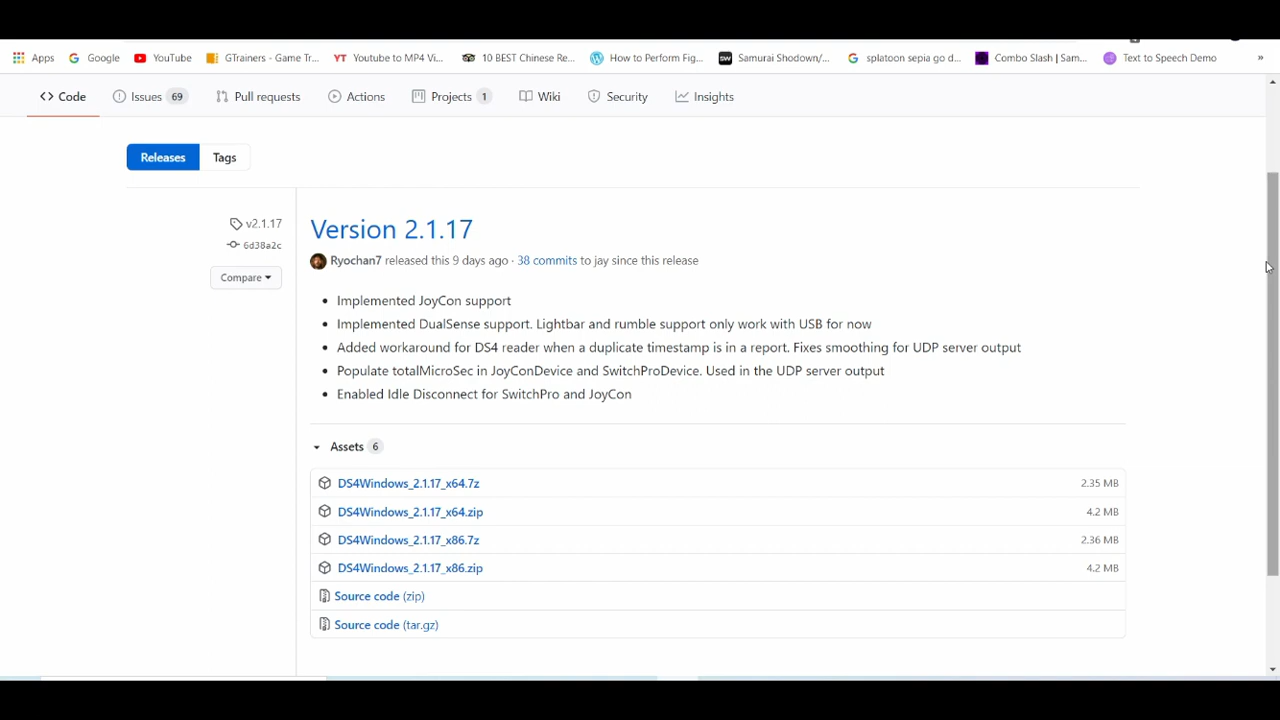 Apps Google YouTube GTrainers - Game Tr... Youtube to MP4 Vi... 10 BEST Chinese Re... How to Perform Fig... Samurai Shodown/... splatoon sepia go d... Combo Slash | Sam... Text to Speech Demo »
Code Issues 69 Pull requests Actions Projects 1 Wiki Security Insights
Releases Tags
v2.1.17
6d38a2c
Compare
Version 2.1.17
Ryochan7 released this 9 days ago · 38 commits to jay since this release
• Implemented JoyCon support
• Implemented DualSense support. Lightbar and rumble support only work with USB for now
• Added workaround for DS4 reader when a duplicate timestamp is in a report. Fixes smoothing for UDP server output
• Populate totalMicroSec in JoyConDevice and SwitchProDevice. Used in the UDP server output
• Enabled Idle Disconnect for SwitchPro and JoyCon
Assets 6
DS4Windows_2.1.17_x64.7z 2.35 MB
DS4Windows_2.1.17_x64.zip 4.2 MB
DS4Windows_2.1.17_x86.7z 2.36 MB
DS4Windows_2.1.17_x86.zip 4.2 MB
Source code (zip)
Source code (tar.gz)